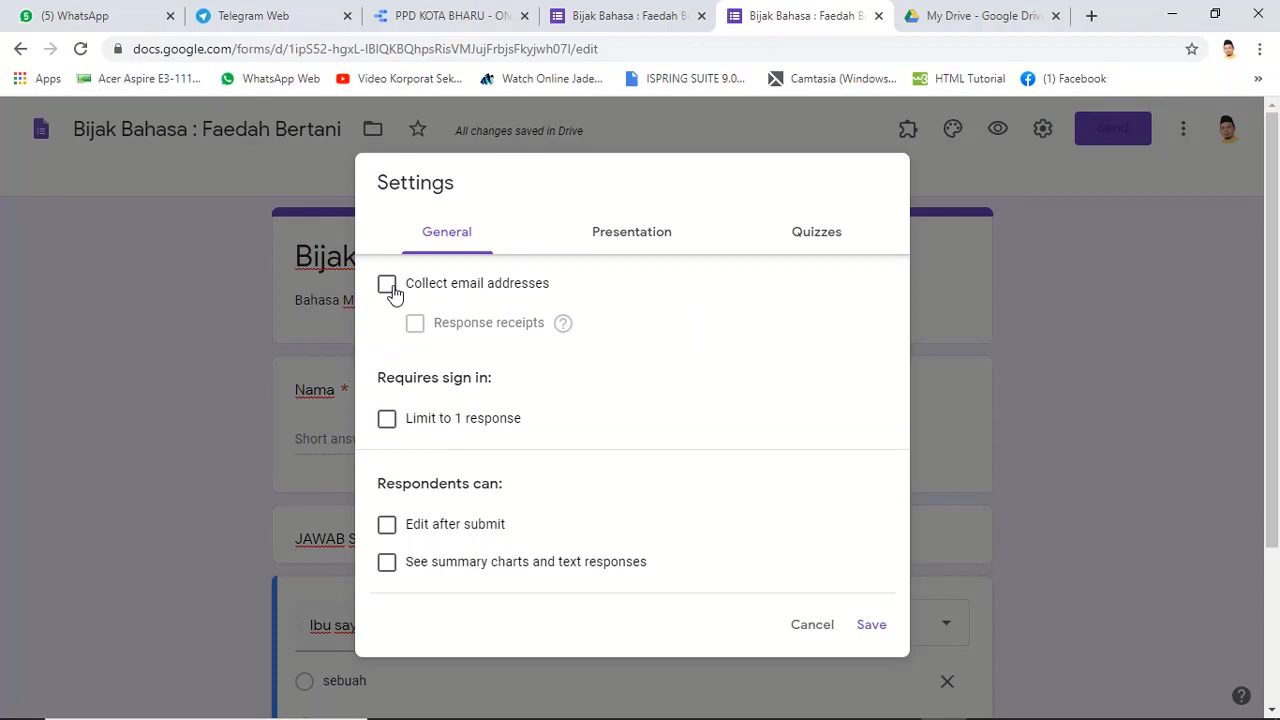 (5) WhatsApp
Telegram Web
PPD KOTA BHARU - ON
Bijak Bahasa : Faedah B
Bijak Bahasa : Faedah B
My Drive - Google Driv
docs.google.com/forms/d/1ipS52-hgxL-IBIQKBQhpsRisVMJujFrbjsFkyjwh07I/edit
Apps
Acer Aspire E3-111...
WhatsApp Web
Video Korporat Sek...
Watch Online Jade...
ISPRING SUITE 9.0...
Camtasia (Windows...
HTML Tutorial
(1) Facebook
»
Bijak Bahasa : Faedah Bertani
All changes saved in Drive
Send
Settings
General
Presentation
Quizzes
Bijak
Collect email addresses
Bahasa M
Response receipts
Requires sign in:
Nama *
Limit to 1 response
Short ans
Respondents can:
Edit after submit
JAWAB S
See summary charts and text responses
Ibu say
Cancel
Save
sebuah